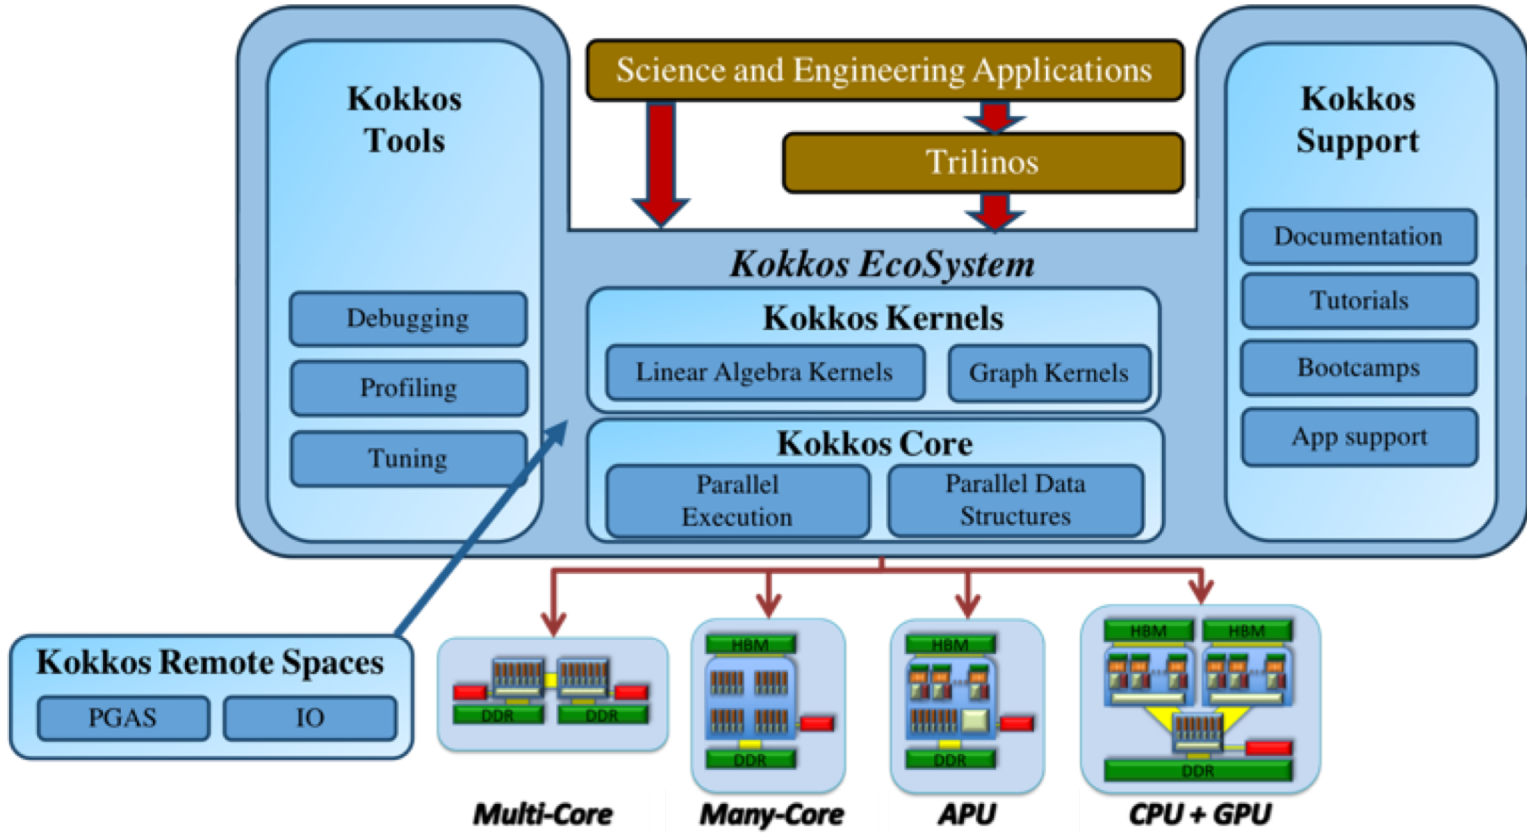 Kokkos
Tools
Debugging
Profiling
Tuning
Science and Engineering Applications
Trilinos
Kokkos EcoSystem
Kokkos Kernels
Linear Algebra Kernels
Graph Kernels
Kokkos Core
Parallel
Execution
Parallel Data
Structures
Kokkos
Support
Documentation
Tutorials
Bootcamps
App support
Kokkos Remote Spaces
PGAS
IO
DDR
DDR
Multi-Core
HBM
DDR
Many-Core
HBM
DDR
APU
HBM
HBM
DDR
CPU + GPU